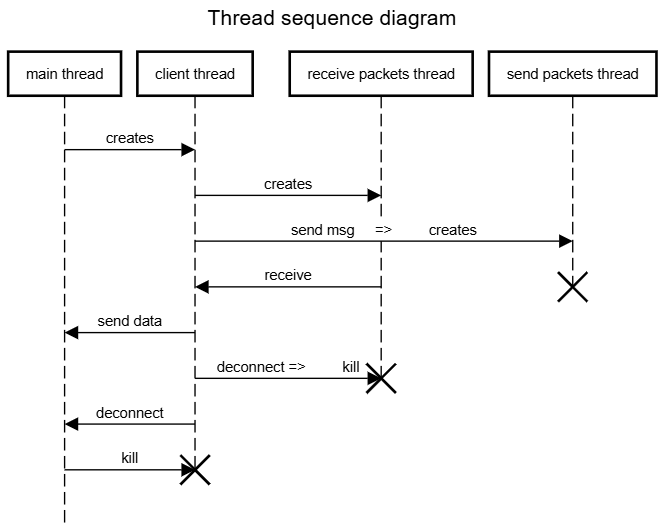 Thread sequence diagram
main thread
client thread
receive packets thread
send packets thread
creates
creates
send msg => creates
receive
send data
deconnect => kill
deconnect
kill